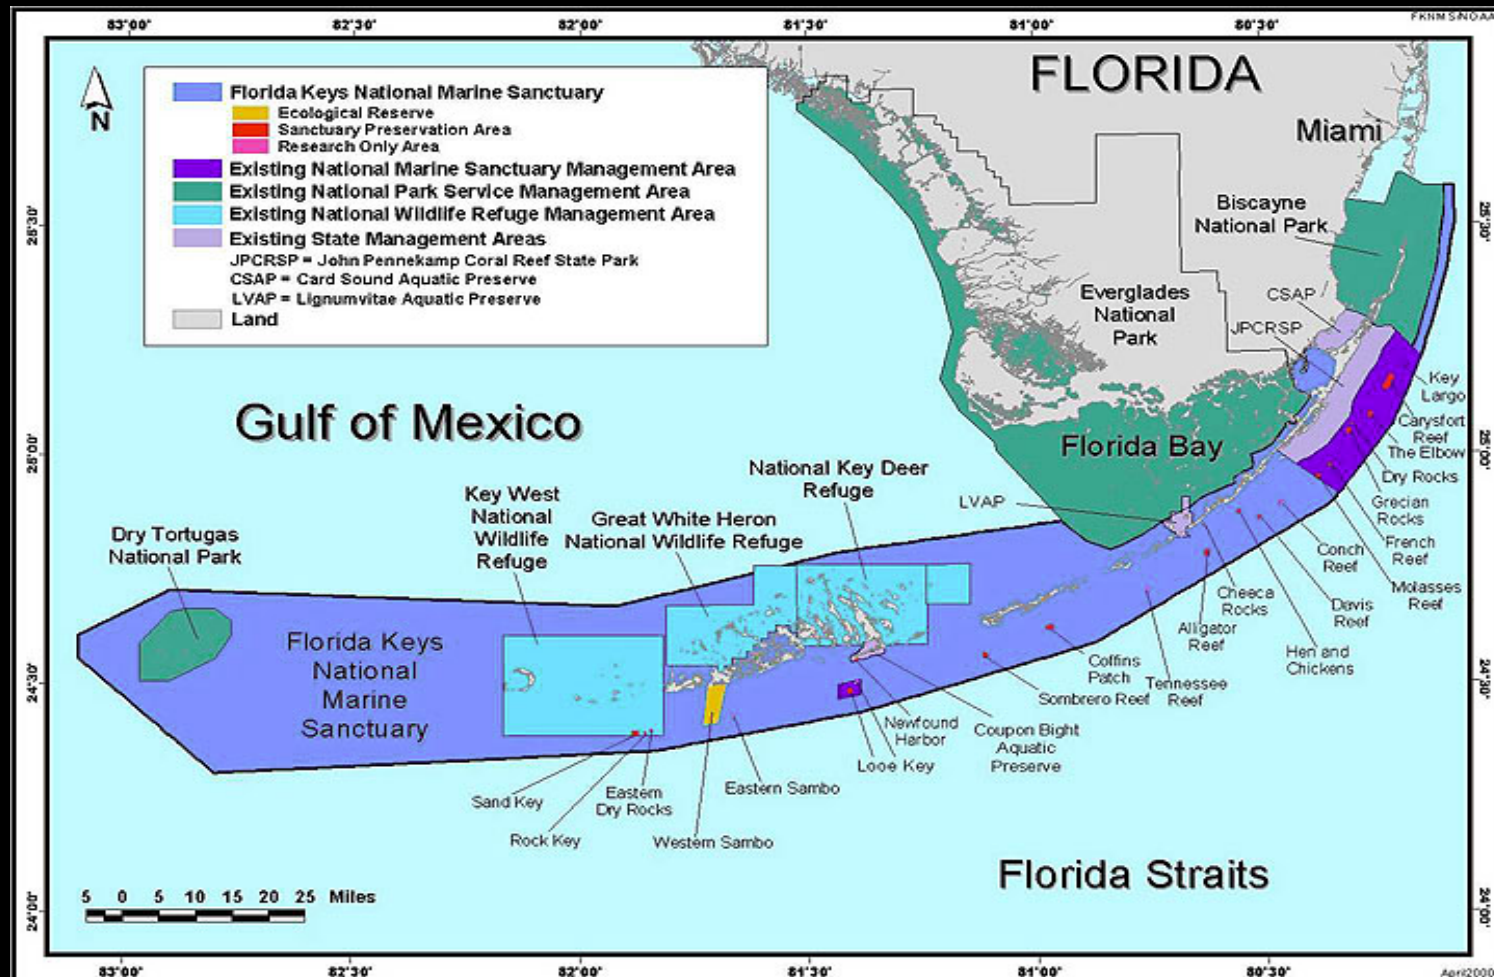 FKNMS/NOAA
83°00' 82°30' 82°00' 81°30' 81°00' 80°30'
N
Florida Keys National Marine Sanctuary
Ecological Reserve
Sanctuary Preservation Area
Research Only Area
Existing National Marine Sanctuary Management Area
Existing National Park Service Management Area
Existing National Wildlife Refuge Management Area
Existing State Management Areas
JPCRSP = John Pennekamp Coral Reef State Park
CSAP = Card Sound Aquatic Preserve
LVAP = Lignumvitae Aquatic Preserve
Land
FLORIDA
Miami
Biscayne
National Park
CSAP
JPCRSP
Everglades
National
Park
Key
Largo
Carysfort
Reef
The Elbow
Dry Rocks
Grecian
Rocks
French
Reef
Molasses
Reef
Conch
Reef
Davis
Reef
Hen and
Chickens
Cheeca
Rocks
Alligator
Reef
Tennessee
Reef
Coffins
Patch
Sombrero Reef
Coupon Bight
Aquatic
Preserve
Newfound
Harbor
Looe Key
Eastern Sambo
Western Sambo
Eastern
Dry Rocks
Rock Key
Sand Key
Gulf of Mexico
Florida Bay
LVAP
National Key Deer
Refuge
Great White Heron
National Wildlife Refuge
Key West
National
Wildlife
Refuge
Dry Tortugas
National Park
Florida Keys
National
Marine
Sanctuary
Florida Straits
5 0 5 10 15 20 25 Miles
25°30'
25°00'
24°30'
24°00'
25°30'
25°00'
24°30'
24°00'
83°00' 82°30' 82°00' 81°30' 81°00' 80°30'
April2000